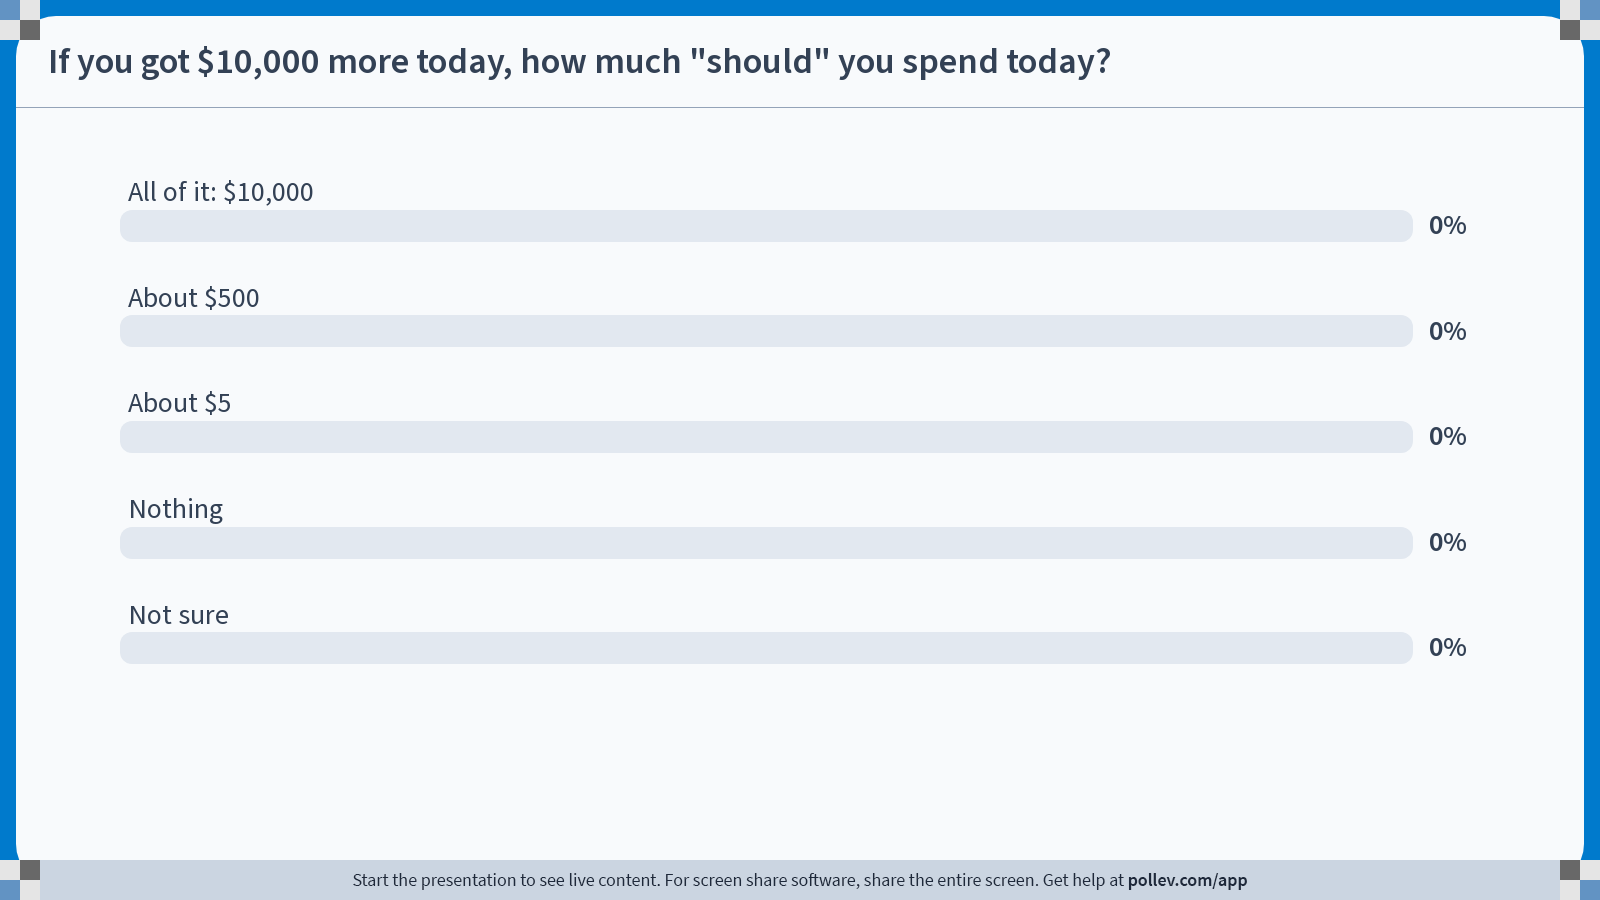 If you got $10,000 more today, how much "should" you spend today?
All of it: $10,000
0%
About $500
0%
About $5
0%
Nothing
0%
Not sure
0%
Start the presentation to see live content. For screen share software, share the entire screen. Get help at pollev.com/app